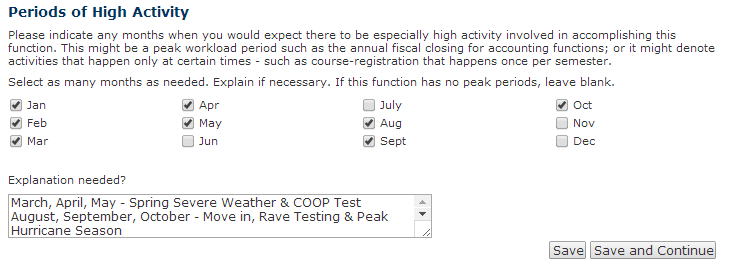 Periods of High Activity
Please indicate any months when you would expect there to be especially high activity involved in accomplishing this
function. This might be a peak workload period such as the annual fiscal closing for accounting functions; or it might denote
activities that happen only at certain times - such as course-registration that happens once per semester.
Select as many months as needed. Explain if necessary. If this function has no peak periods, leave blank.
Jan Apr July Oct
Feb May Aug Nov
Mar Jun Sept Dec
Explanation needed?
March, April, May - Spring Severe Weather & COOP Test
August, September, October - Move in, Rave Testing & Peak
Hurricane Season
Save Save and Continue